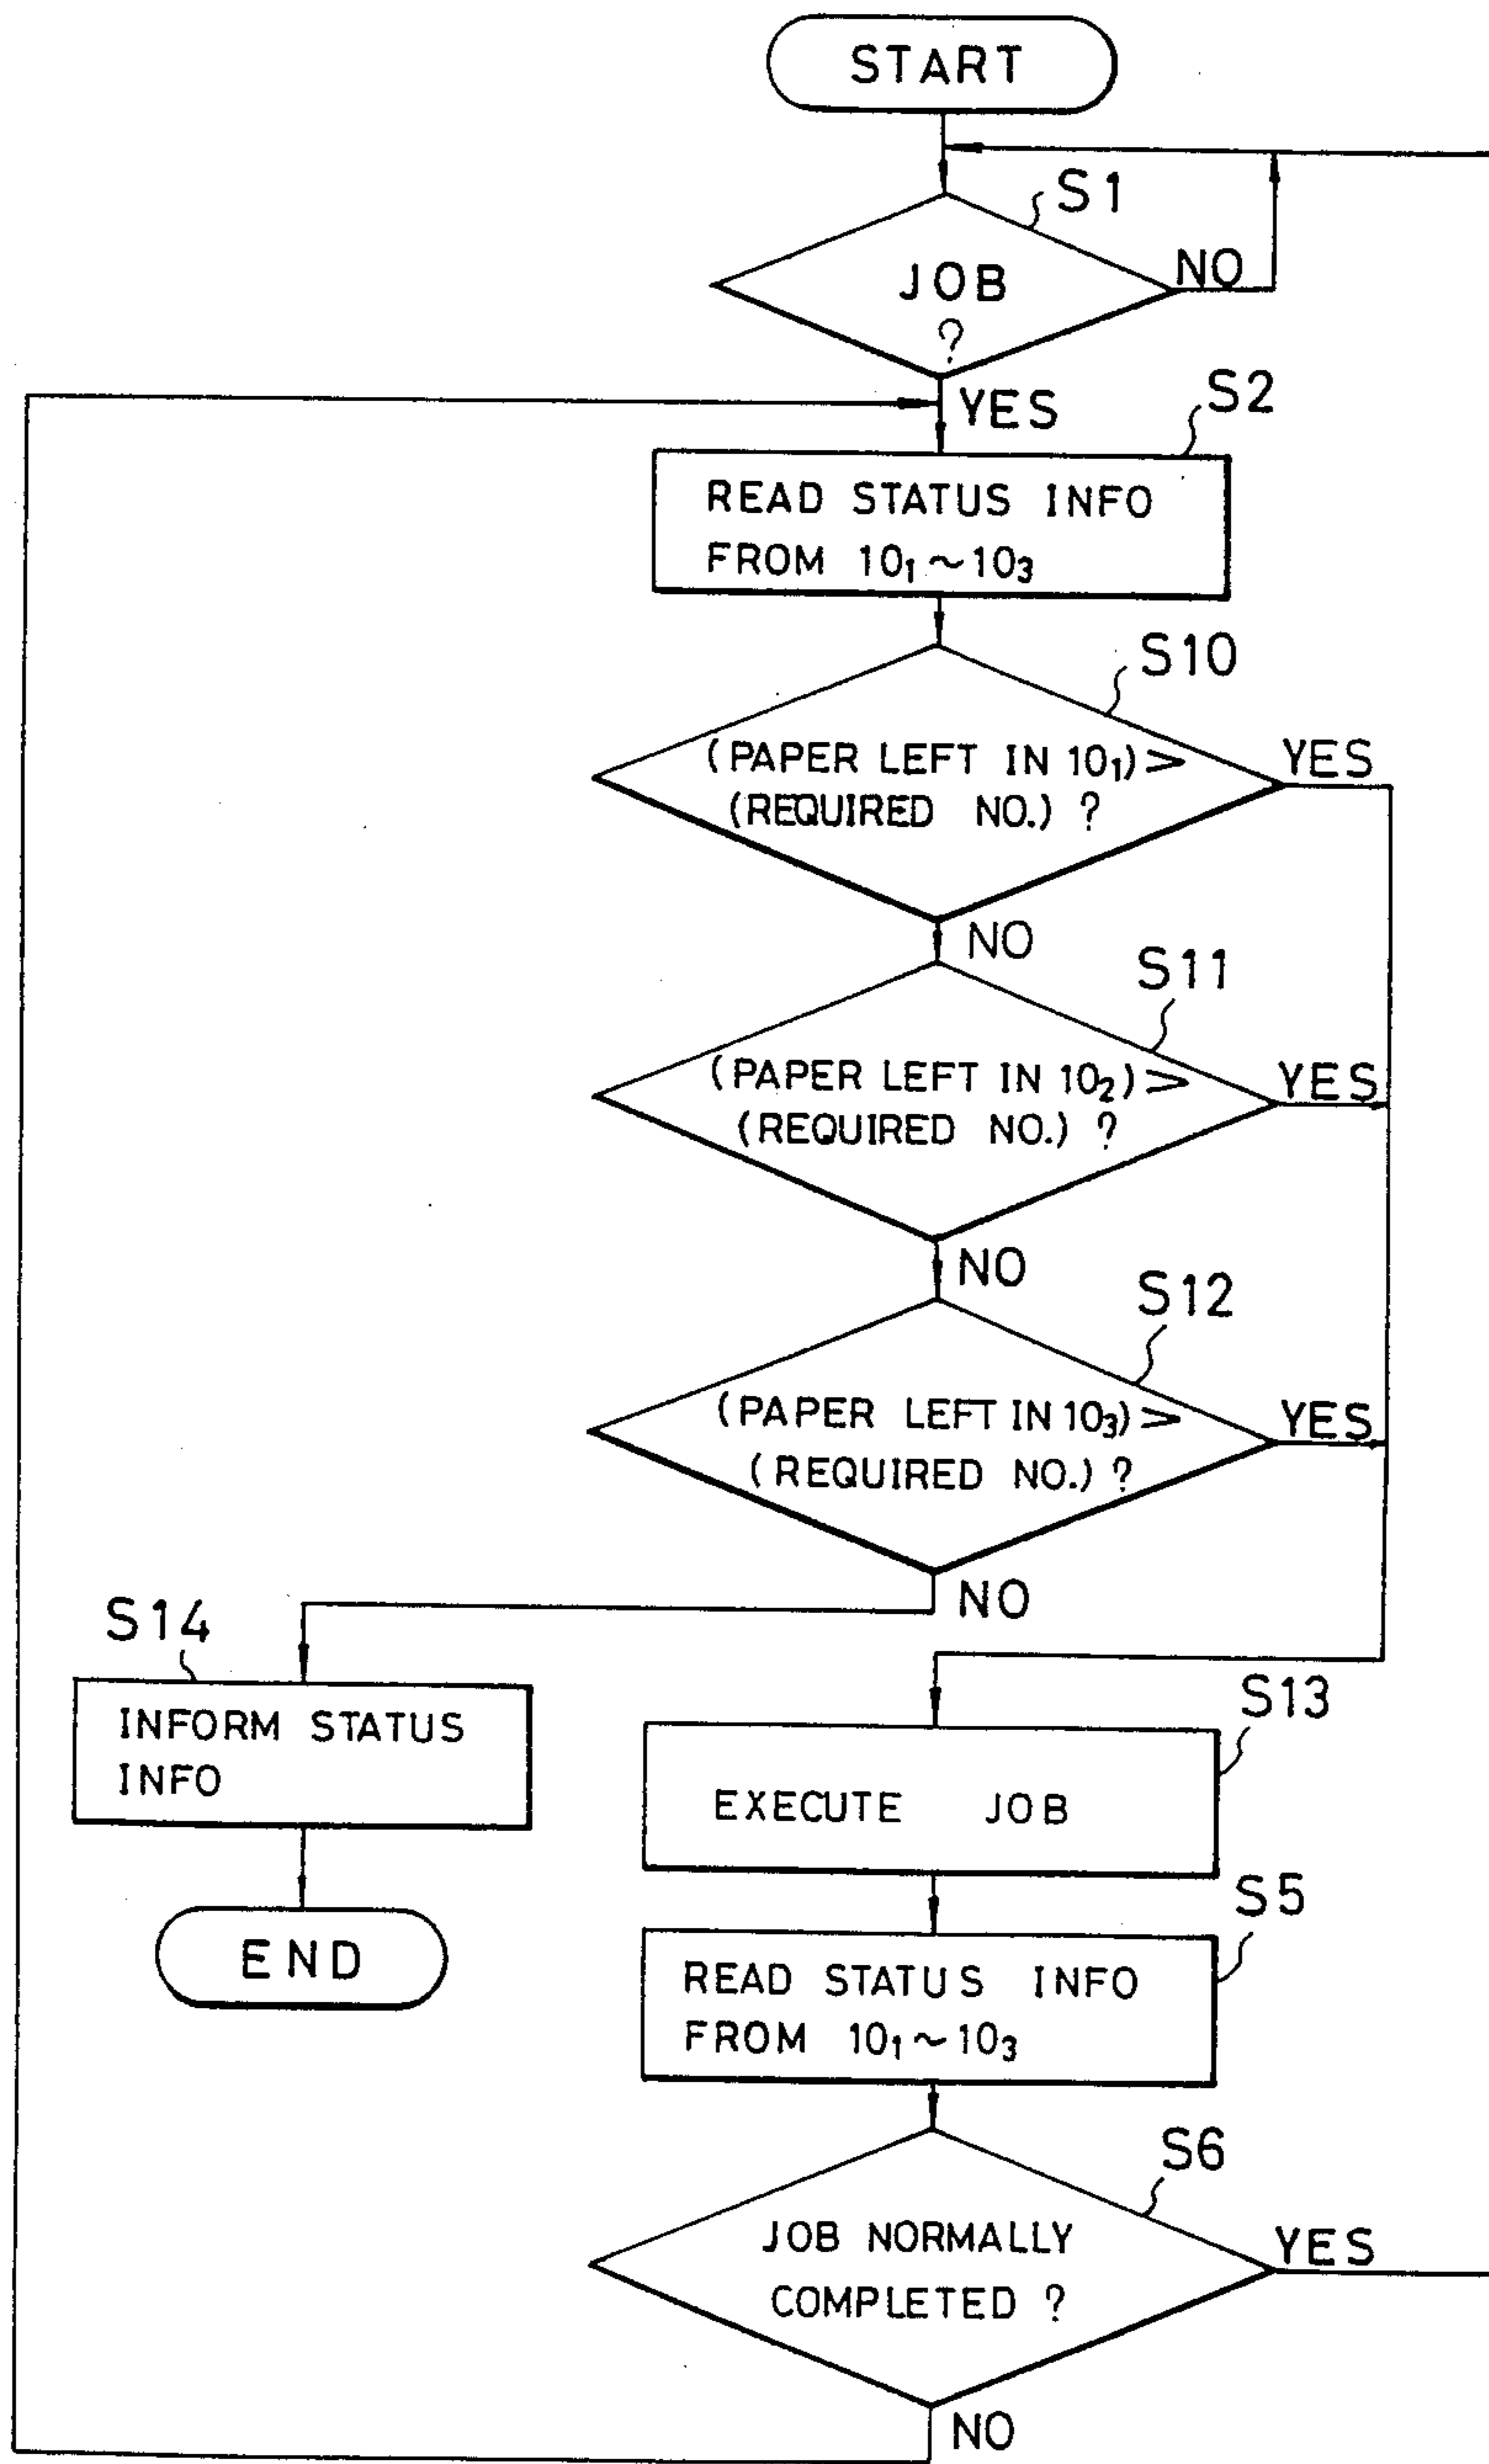 START
S1
JOB
?
NO
YES
S2
READ STATUS INFO
FROM 10₁~10₃
S10
(PAPER LEFT IN 10₁) ≥
(REQUIRED NO.) ?
YES
NO
S11
(PAPER LEFT IN 10₂) ≥
(REQUIRED NO.) ?
YES
NO
S12
(PAPER LEFT IN 10₃) ≥
(REQUIRED NO.) ?
YES
NO
S14
INFORM STATUS
INFO
END
S13
EXECUTE JOB
S5
READ STATUS INFO
FROM 10₁~10₃
S6
JOB NORMALLY
COMPLETED ?
YES
NO